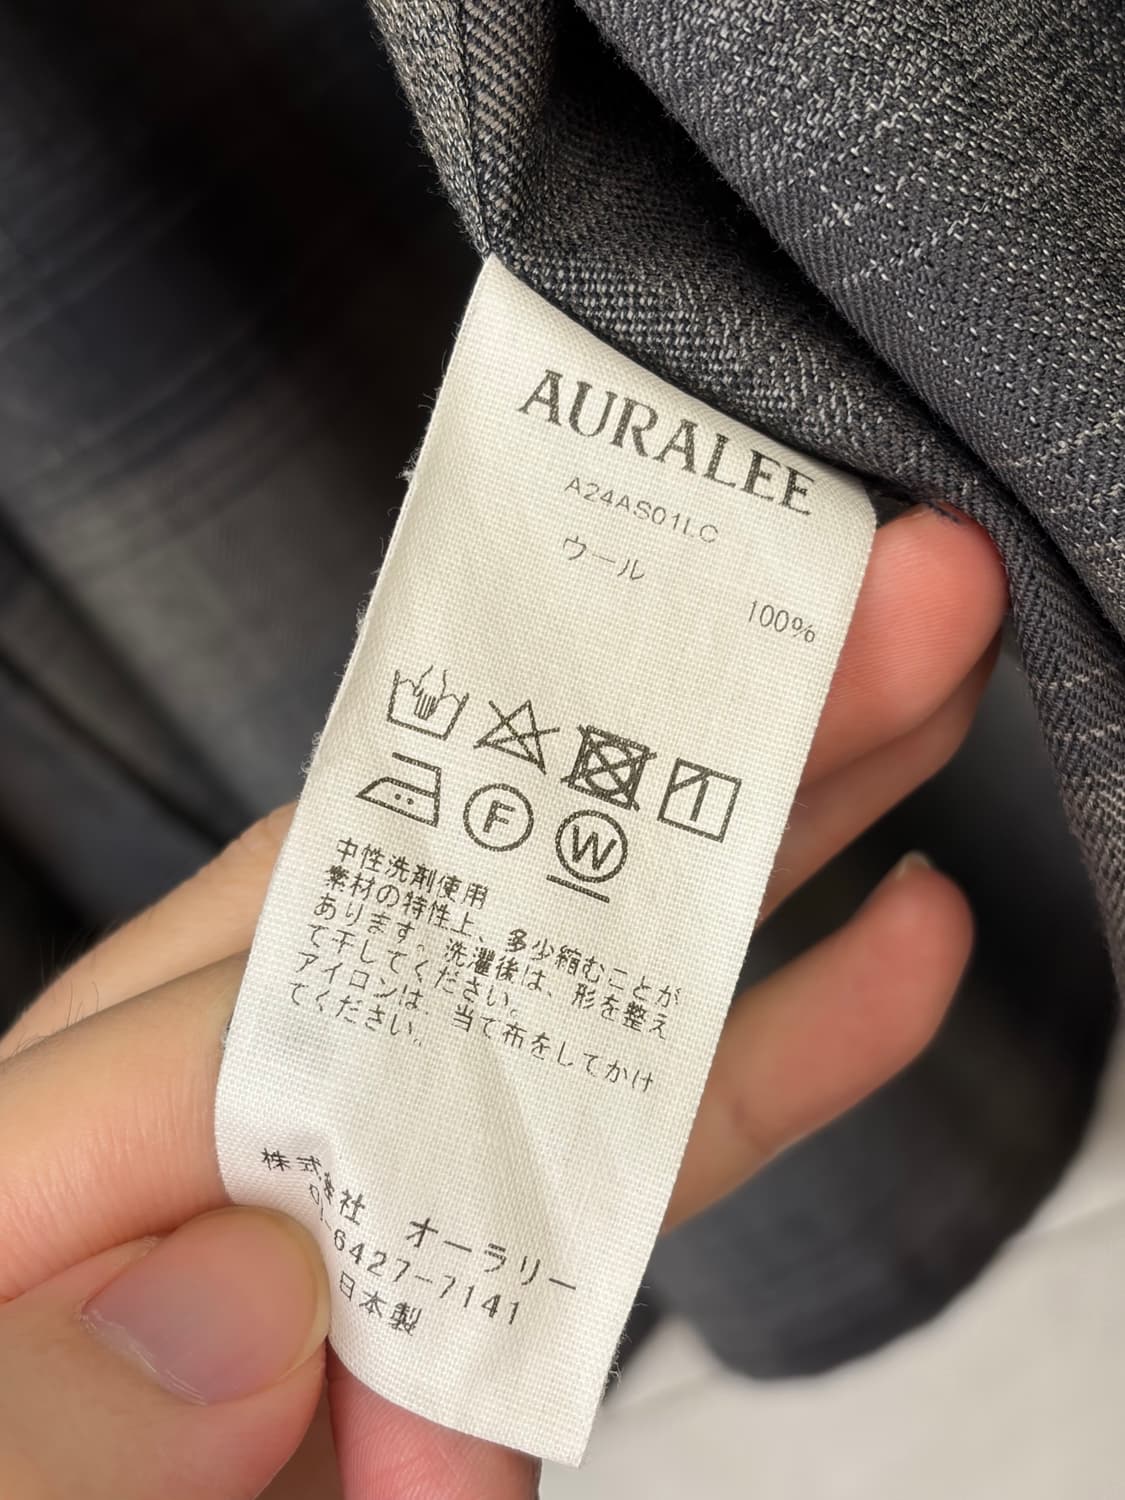 AURALEE
A24AS01LC
ウール
100%
F
W
中性洗剤使用
素材の特性上、多少縮むことが
あります。洗濯後は、形を整え
て干してください。
アイロンは、当て布をしてかけ
てください。
株式会社 オーラリー
6427-7141
日本製